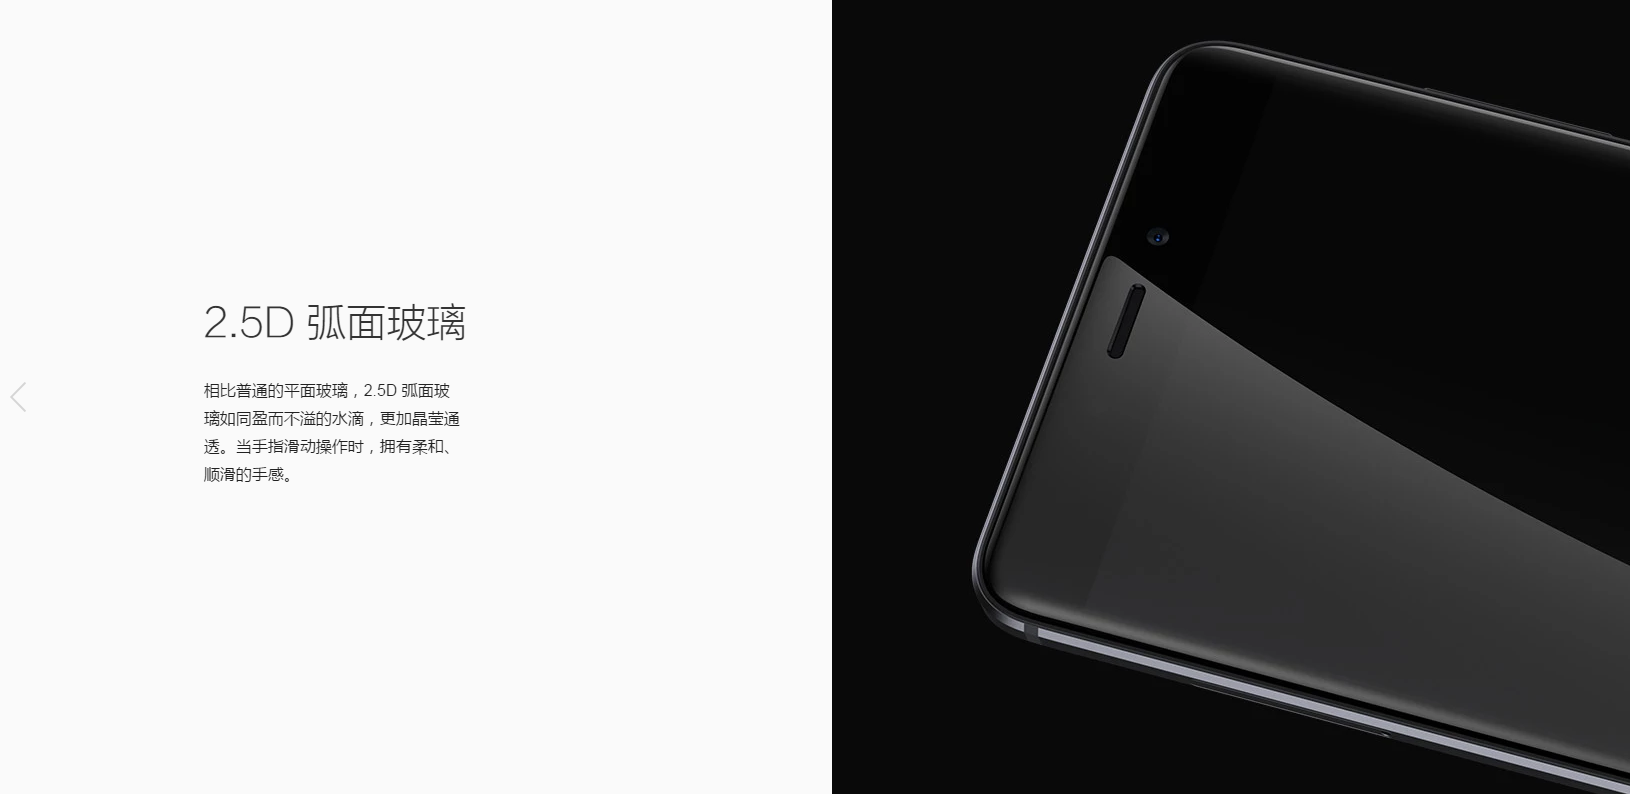 2.5D 弧面玻璃
相比普通的平面玻璃，2.5D 弧面玻
璃如同盈而不溢的水滴，更加晶莹通
透。当手指滑动操作时，拥有柔和、
顺滑的手感。